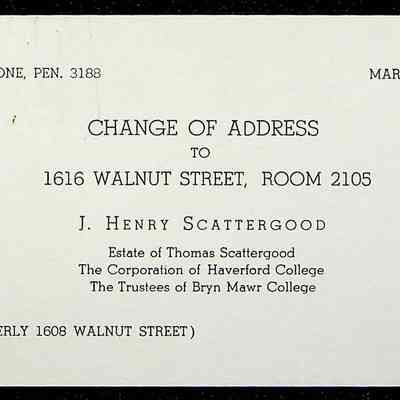 ONE, PEN. 3188 MAR
CHANGE OF ADDRESS
TO
1616 WALNUT STREET, ROOM 2105
J. HENRY SCATTERGOOD
Estate of Thomas Scattergood
The Corporation of Haverford College
The Trustees of Bryn Mawr College
ERLY 1608 WALNUT STREET)